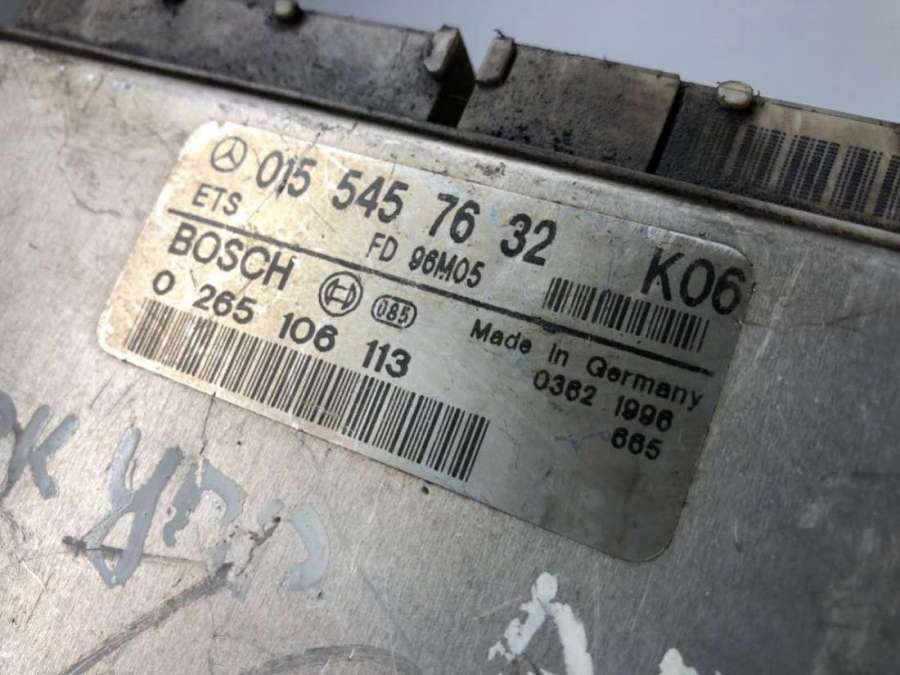 015 545 76 32
ETS
FD 96M05
K06
BOSCH
085
0 265 106 113
Made in Germany
0362 1996
665